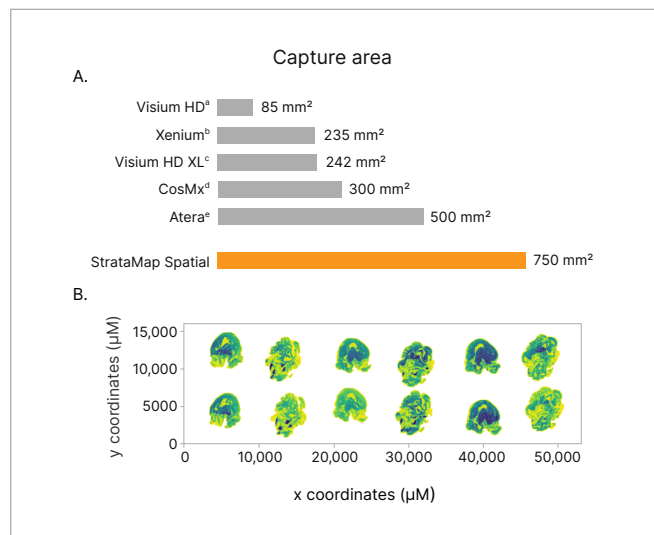 Capture area
A.
Visium HDᵃ 85 mm²
Xeniumᵇ 235 mm²
Visium HD XLᶜ 242 mm²
CosMxᵈ 300 mm²
Ateraᵉ 500 mm²
StrataMap Spatial 750 mm²
B.
y coordinates (µM)
15,000
10,000
5000
0
0 10,000 20,000 30,000 40,000 50,000
x coordinates (µM)